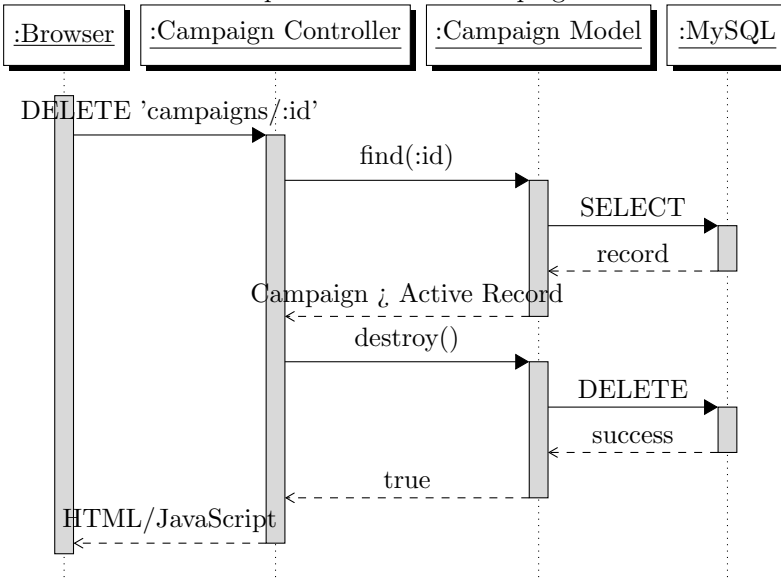 :Browser :Campaign Controller :Campaign Model :MySQL
DELETE 'campaigns/:id'
find(:id)
SELECT
record
Campaign ¿ Active Record
destroy()
DELETE
success
true
HTML/JavaScript